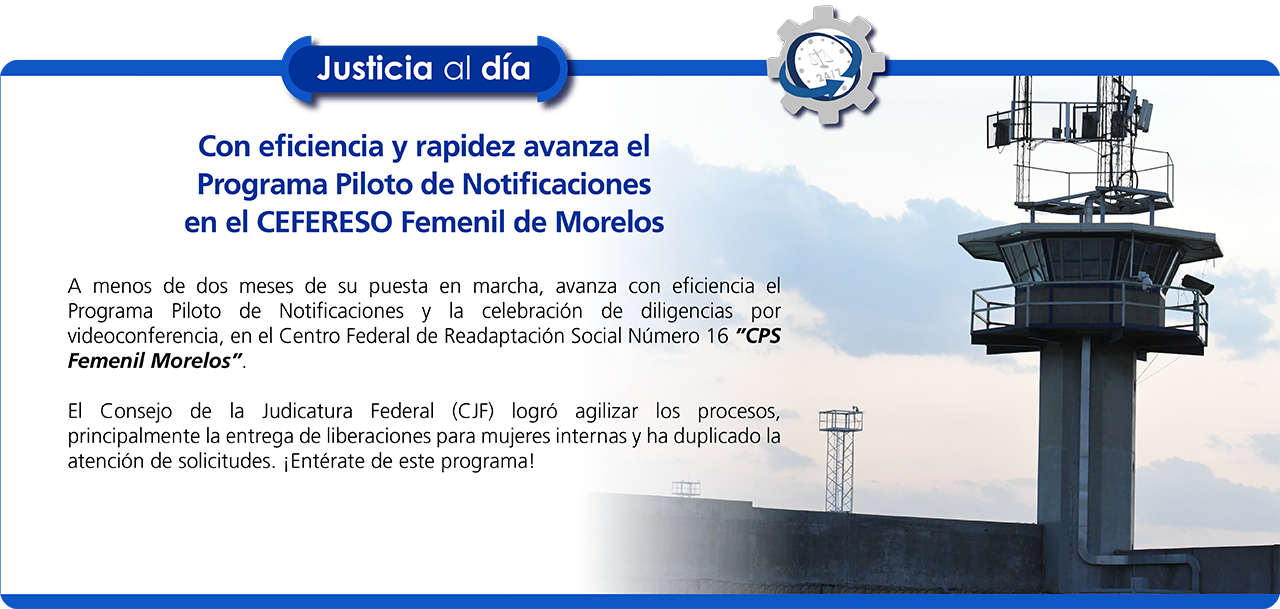 Justicia al día
24/7
Con eficiencia y rapidez avanza el
Programa Piloto de Notificaciones
en el CEFERESO Femenil de Morelos
A menos de dos meses de su puesta en marcha, avanza con eficiencia el
Programa Piloto de Notificaciones y la celebración de diligencias por
videoconferencia, en el Centro Federal de Readaptación Social Número 16 "CPS
Femenil Morelos".
El Consejo de la Judicatura Federal (CJF) logró agilizar los procesos,
principalmente la entrega de liberaciones para mujeres internas y ha duplicado la
atención de solicitudes. ¡Entérate de este programa!